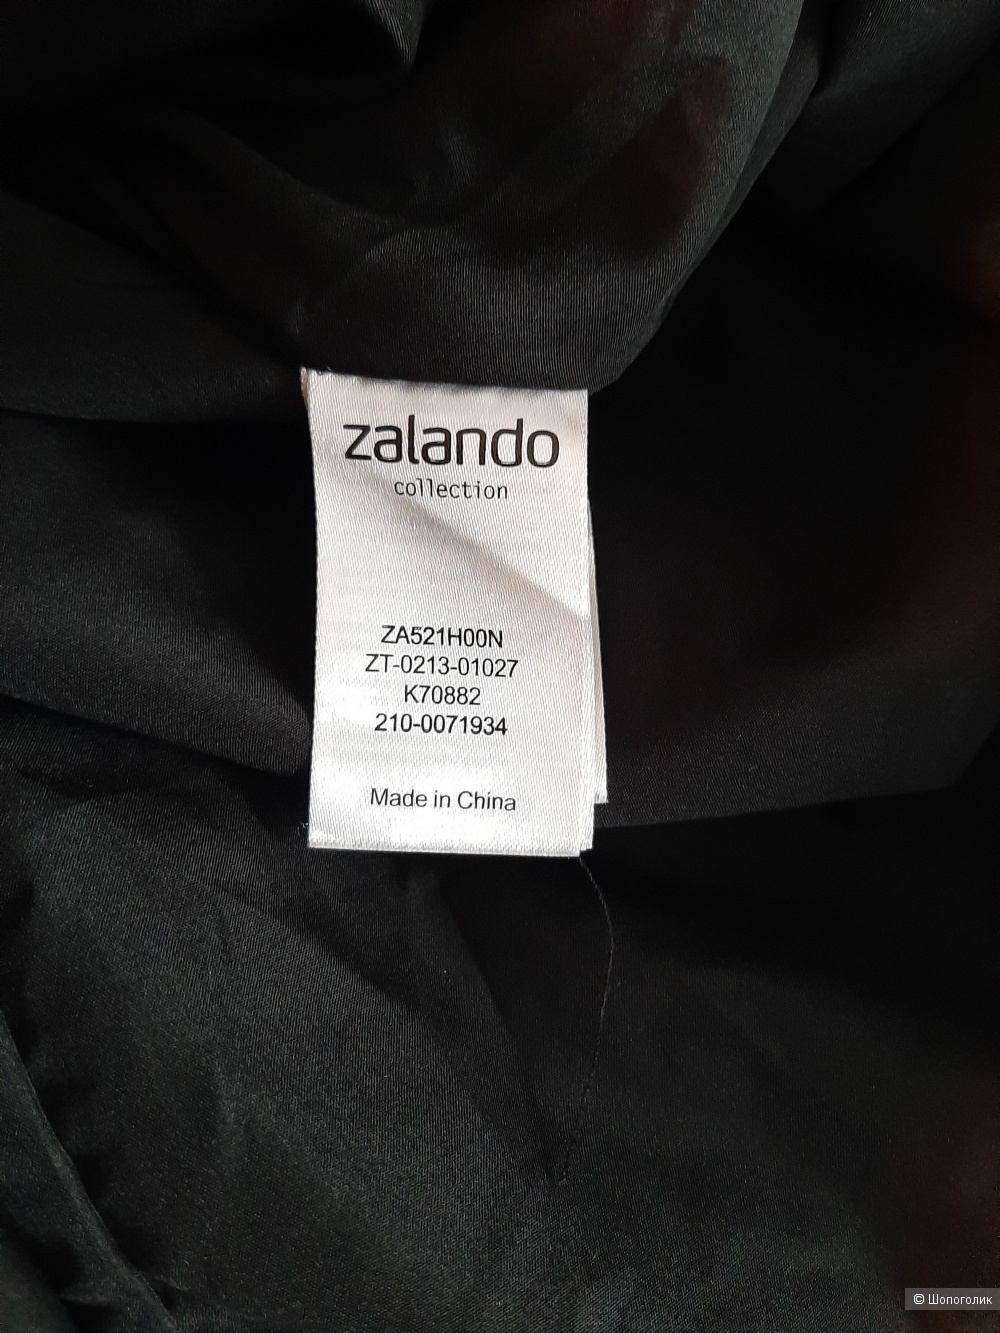 zalando
collection
ZA521H00N
ZT-0213-01027
K70882
210-0071934
Made in China
© Шопоголик